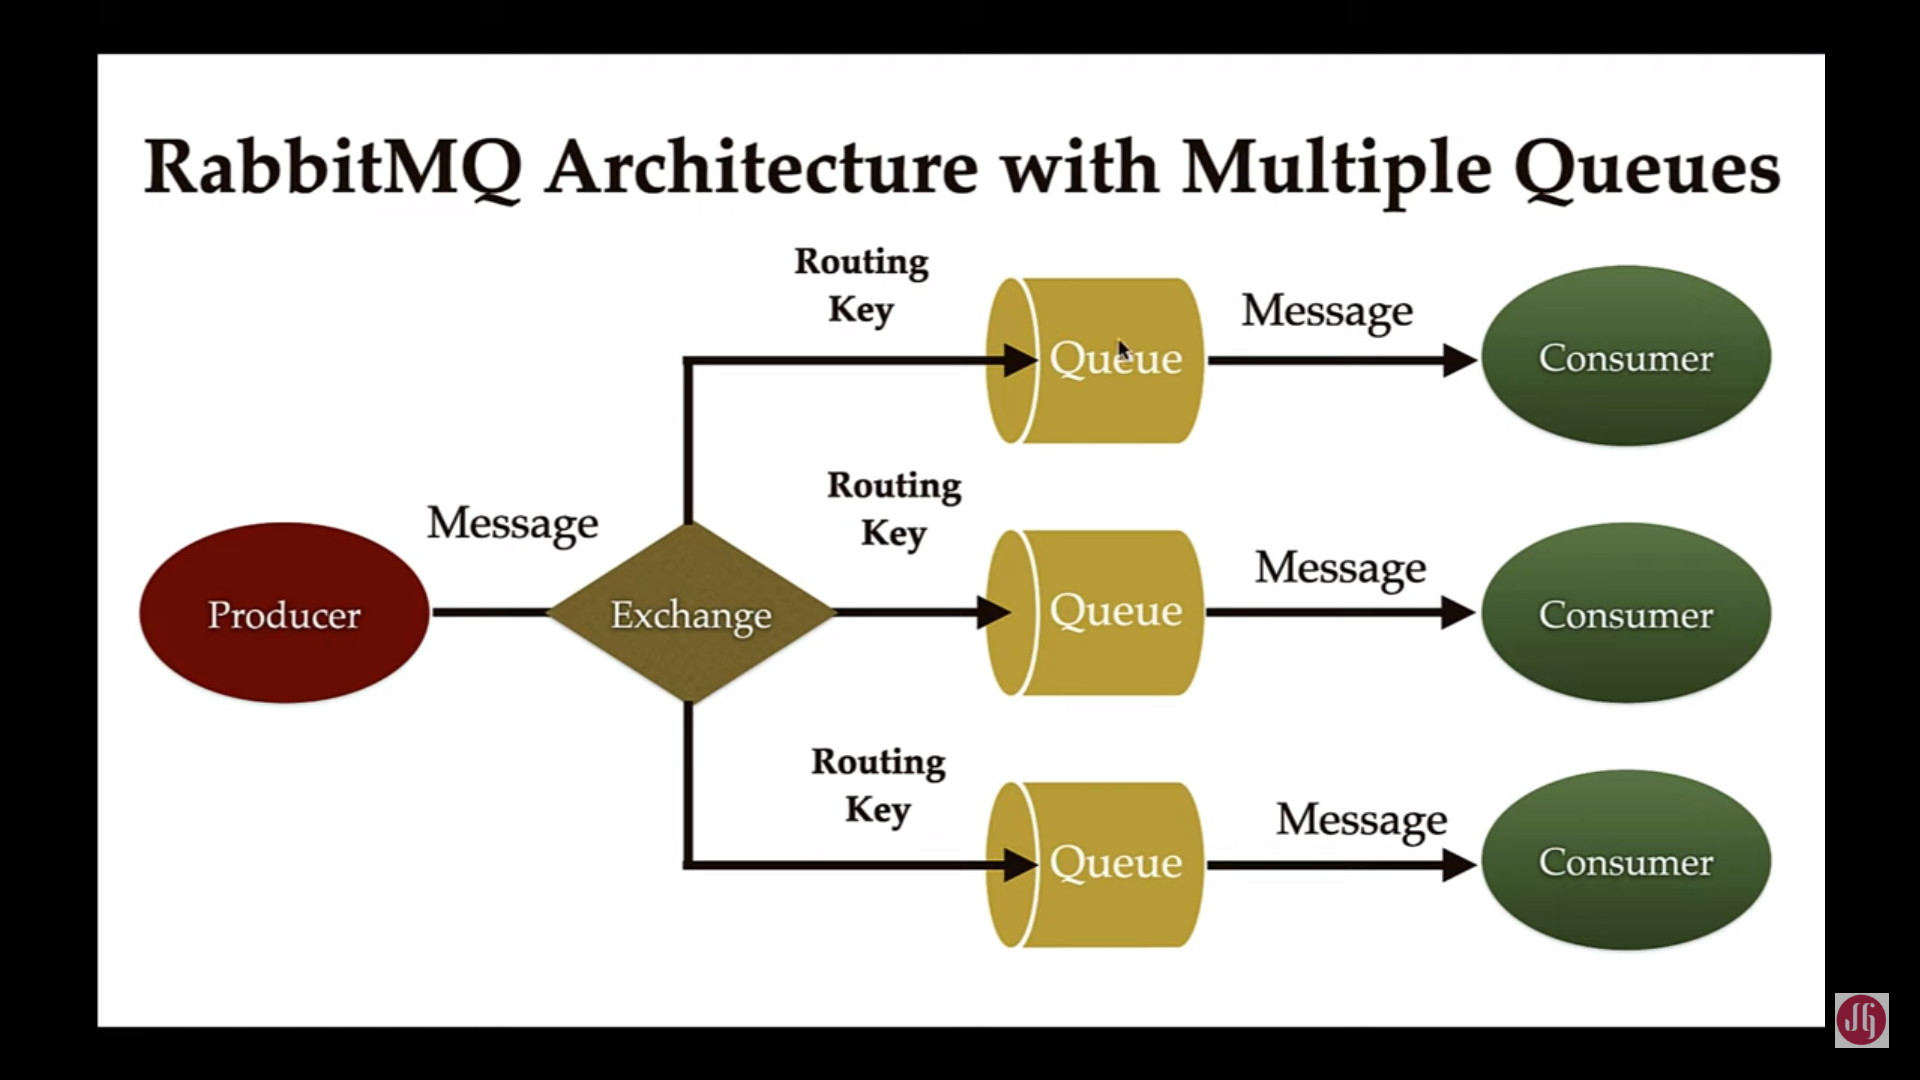 RabbitMQ Architecture with Multiple Queues
Routing
Key
Queue
Message
Consumer
Routing
Key
Message
Producer
Exchange
Queue
Message
Consumer
Routing
Key
Queue
Message
Consumer